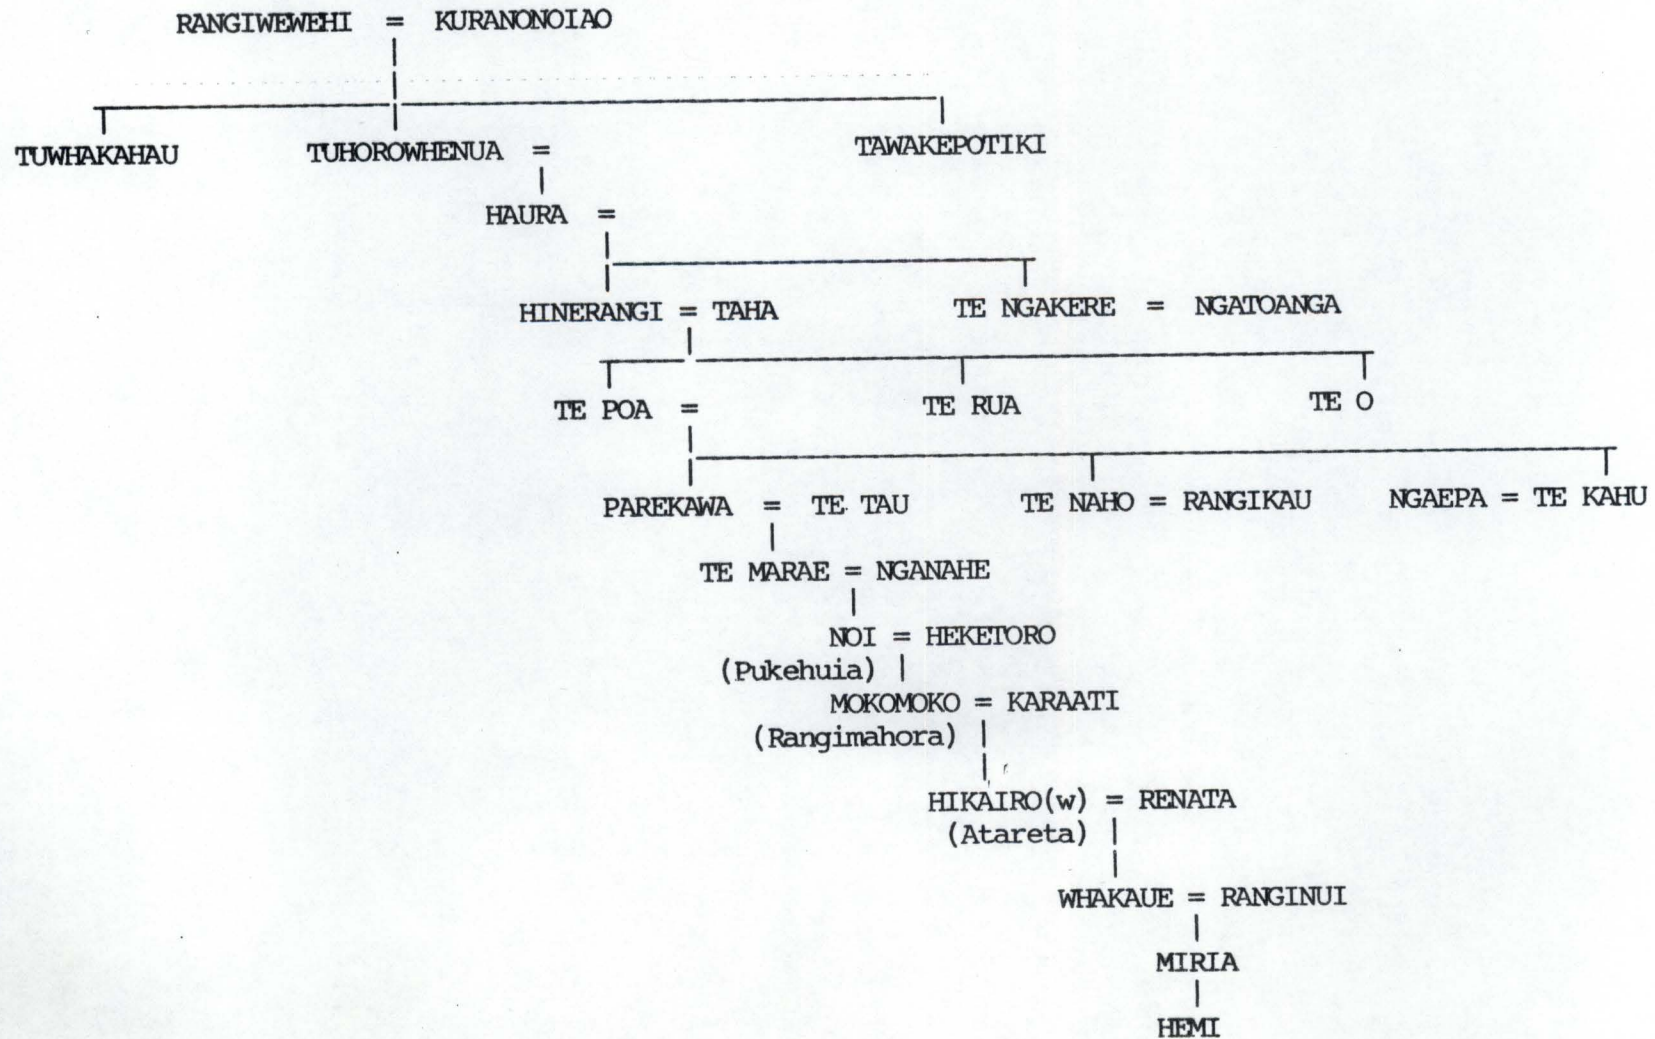 RANGIWEWEHI = KURANONOIAO
TUWHAKAHAU TUHOROWHENUA = TAWAKEPOTIKI
HAURA =
HINERANGI = TAHA TE NGAKERE = NGATOANGA
TE POA = TE RUA TE O
PAREKAWA = TE TAU TE NAHO = RANGIKAU NGAEPA = TE KAHU
TE MARAE = NGANAHE
NOI = HEKETORO
(Pukehuia)
MOKOMOKO = KARAATI
(Rangimahora)
HIKAIRO(w) = RENATA
(Atareta)
WHAKAUE = RANGINUI
MIRIA
HEMI